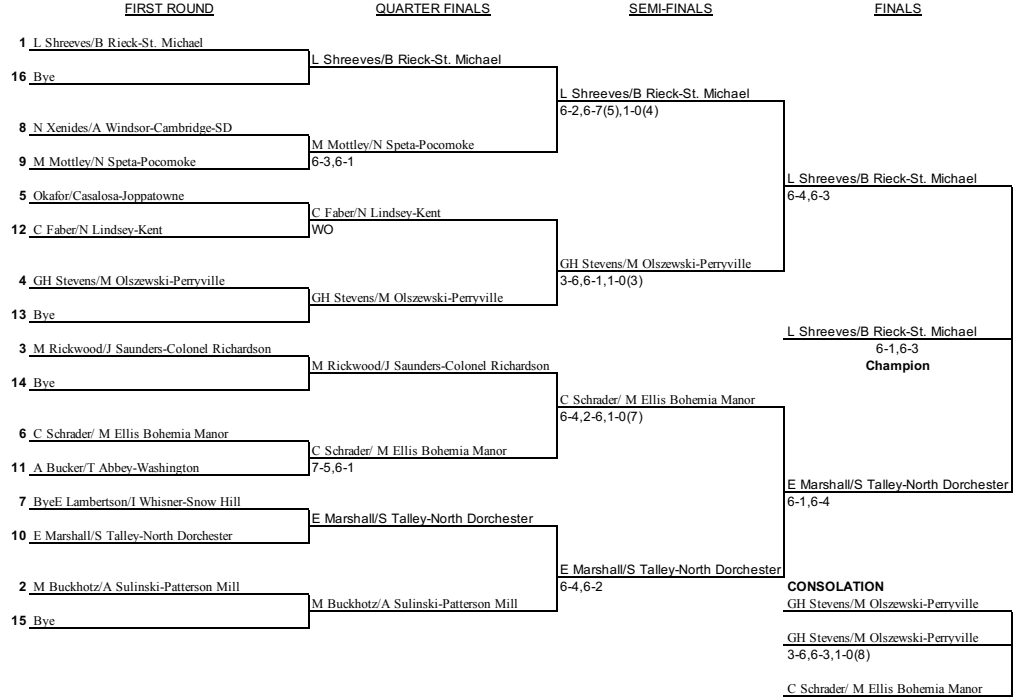 FIRST ROUND QUARTER FINALS SEMI-FINALS FINALS
1 L Shreeves/B Rieck-St. Michael
L Shreeves/B Rieck-St. Michael
16 Bye
L Shreeves/B Rieck-St. Michael
6-2,6-7(5),1-0(4)
8 N Xenides/A Windsor-Cambridge-SD
M Mottley/N Speta-Pocomoke
9 M Mottley/N Speta-Pocomoke
6-3,6-1
L Shreeves/B Rieck-St. Michael
6-4,6-3
5 Okafor/Casalosa-Joppatowne
C Faber/N Lindsey-Kent
12 C Faber/N Lindsey-Kent
WO
GH Stevens/M Olszewski-Perryville
3-6,6-1,1-0(3)
4 GH Stevens/M Olszewski-Perryville
GH Stevens/M Olszewski-Perryville
13 Bye
L Shreeves/B Rieck-St. Michael
6-1,6-3
Champion
3 M Rickwood/J Saunders-Colonel Richardson
M Rickwood/J Saunders-Colonel Richardson
14 Bye
C Schrader/ M Ellis Bohemia Manor
6-4,2-6,1-0(7)
6 C Schrader/ M Ellis Bohemia Manor
C Schrader/ M Ellis Bohemia Manor
11 A Bucker/T Abbey-Washington
7-5,6-1
E Marshall/S Talley-North Dorchester
6-1,6-4
7 ByeE Lambertson/I Whisner-Snow Hill
E Marshall/S Talley-North Dorchester
10 E Marshall/S Talley-North Dorchester
E Marshall/S Talley-North Dorchester
6-4,6-2
2 M Buckhotz/A Sulinski-Patterson Mill
M Buckhotz/A Sulinski-Patterson Mill
15 Bye
CONSOLATION
GH Stevens/M Olszewski-Perryville
GH Stevens/M Olszewski-Perryville
3-6,6-3,1-0(8)
C Schrader/ M Ellis Bohemia Manor